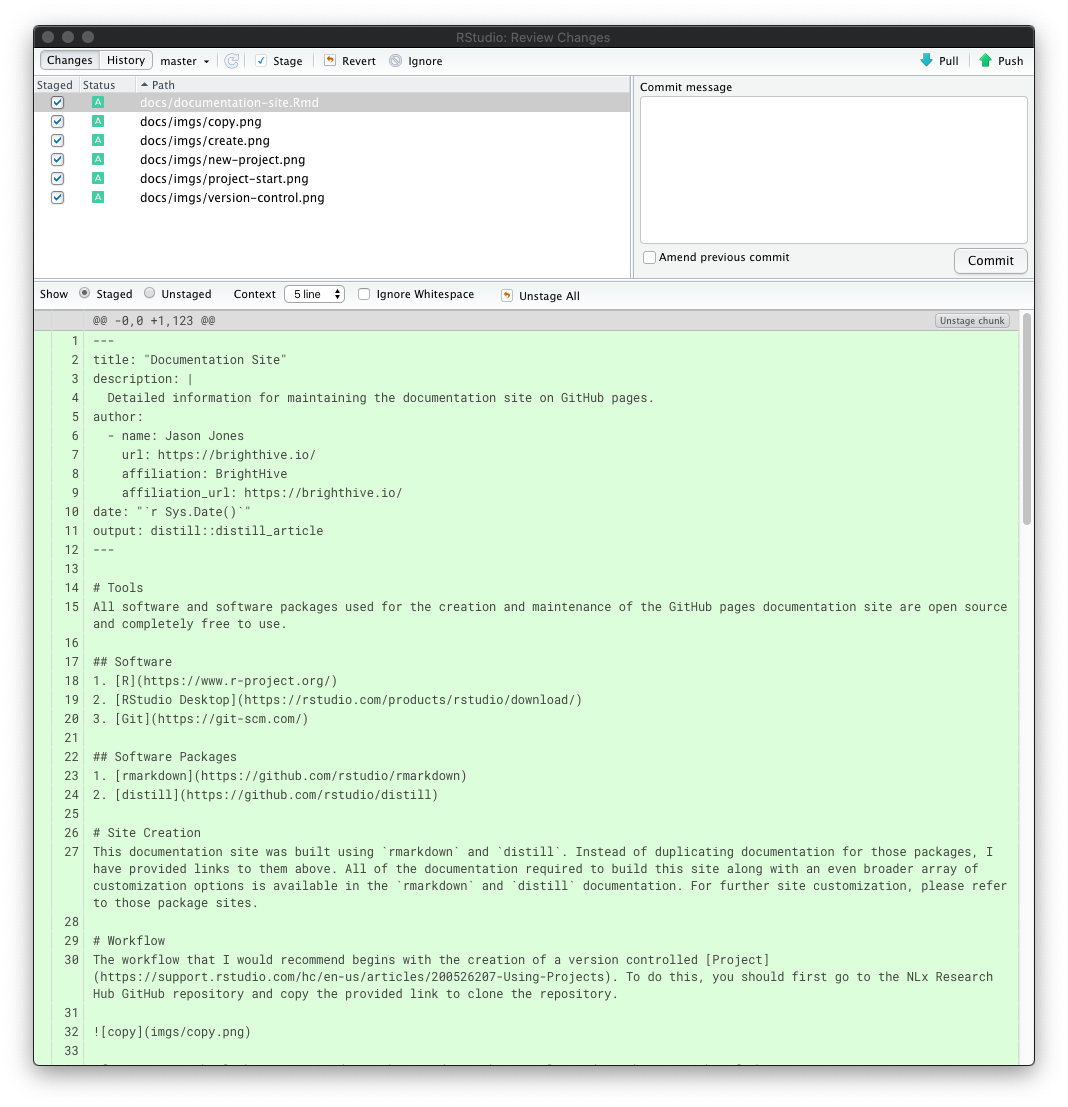 RStudio: Review Changes
Changes History master Stage Revert Ignore Pull Push
Staged Status Path
A docs/documentation-site.Rmd
A docs/imgs/copy.png
A docs/imgs/create.png
A docs/imgs/new-project.png
A docs/imgs/project-start.png
A docs/imgs/version-control.png
Commit message
Amend previous commit Commit
Show Staged Unstaged Context 5 line Ignore Whitespace Unstage All
@@ -0,0 +1,123 @@ Unstage chunk
1 ---
2 title: "Documentation Site"
3 description: |
4 Detailed information for maintaining the documentation site on GitHub pages.
5 author:
6 - name: Jason Jones
7 url: https://brighthive.io/
8 affiliation: BrightHive
9 affiliation_url: https://brighthive.io/
10 date: "`r Sys.Date()`"
11 output: distill::distill_article
12 ---
13
14 # Tools
15 All software and software packages used for the creation and maintenance of the GitHub pages documentation site are open source
and completely free to use.
16
17 ## Software
18 1. [R](https://www.r-project.org/)
19 2. [RStudio Desktop](https://rstudio.com/products/rstudio/download/)
20 3. [Git](https://git-scm.com/)
21
22 ## Software Packages
23 1. [rmarkdown](https://github.com/rstudio/rmarkdown)
24 2. [distill](https://github.com/rstudio/distill)
25
26 # Site Creation
27 This documentation site was built using `rmarkdown` and `distill`. Instead of duplicating documentation for those packages, I
have provided links to them above. All of the documentation required to build this site along with an even broader array of
customization options is available in the `rmarkdown` and `distill` documentation. For further site customization, please refer
to those package sites.
28
29 # Workflow
30 The workflow that I would recommend begins with the creation of a version controlled [Project]
(https://support.rstudio.com/hc/en-us/articles/200526207-Using-Projects). To do this, you should first go to the NLx Research
Hub GitHub repository and copy the provided link to clone the repository.
31
32 ![copy](imgs/copy.png)
33